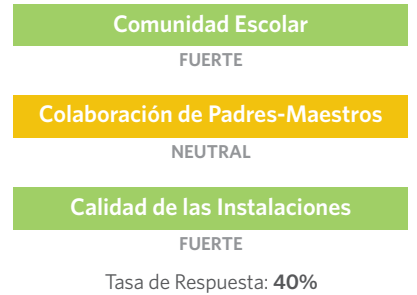 Comunidad Escolar
FUERTE
Colaboración de Padres-Maestros
NEUTRAL
Calidad de las Instalaciones
FUERTE
Tasa de Respuesta: 40%